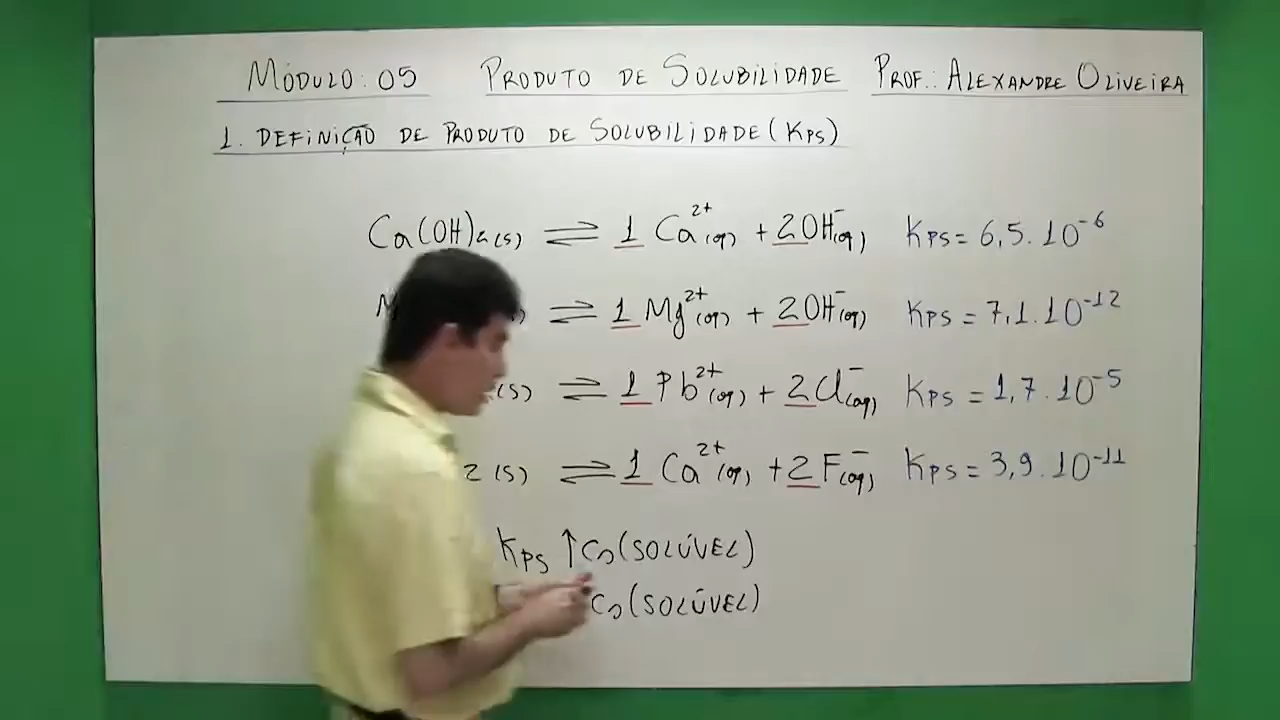 MÓDULO: 05 PRODUTO DE SOLUBILIDADE PROF.: ALEXANDRE OLIVEIRA
1. DEFINIÇÃO DE PRODUTO DE SOLUBILIDADE (KPS)
Ca(OH)2(s) ⇌ 1 Ca²⁺(aq) + 2OH⁻(aq) KPS = 6,5.10⁻⁶
M ⇌ 1 Mg²⁺(aq) + 2OH⁻(aq) KPS = 7,1.10⁻¹²
(s) ⇌ 1 Pb²⁺(aq) + 2Cl⁻(aq) KPS = 1,7.10⁻⁵
2(s) ⇌ 1 Ca²⁺(aq) + 2F⁻(aq) KPS = 3,9.10⁻¹¹
KPS ↑ Cs (SOLÚVEL)
Cs (SOLÚVEL)